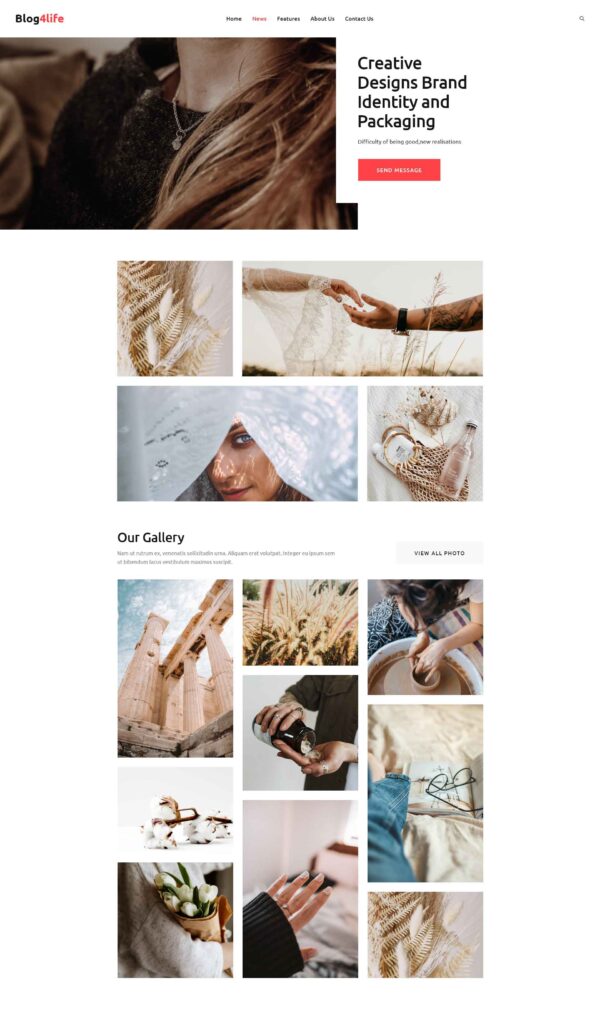 Blog4life
Home News Features About Us Contact Us
Creative
Designs Brand
Identity and
Packaging
Difficulty of being good,new realisations
SEND MESSAGE
Our Gallery
VIEW ALL PHOTO
Nam ut rutrum ex, venenatis sollicitudin urna. Aliquam erat volutpat. Integer eu ipsum sem
ut bibendum lacus vestibulum maximus suscipit.